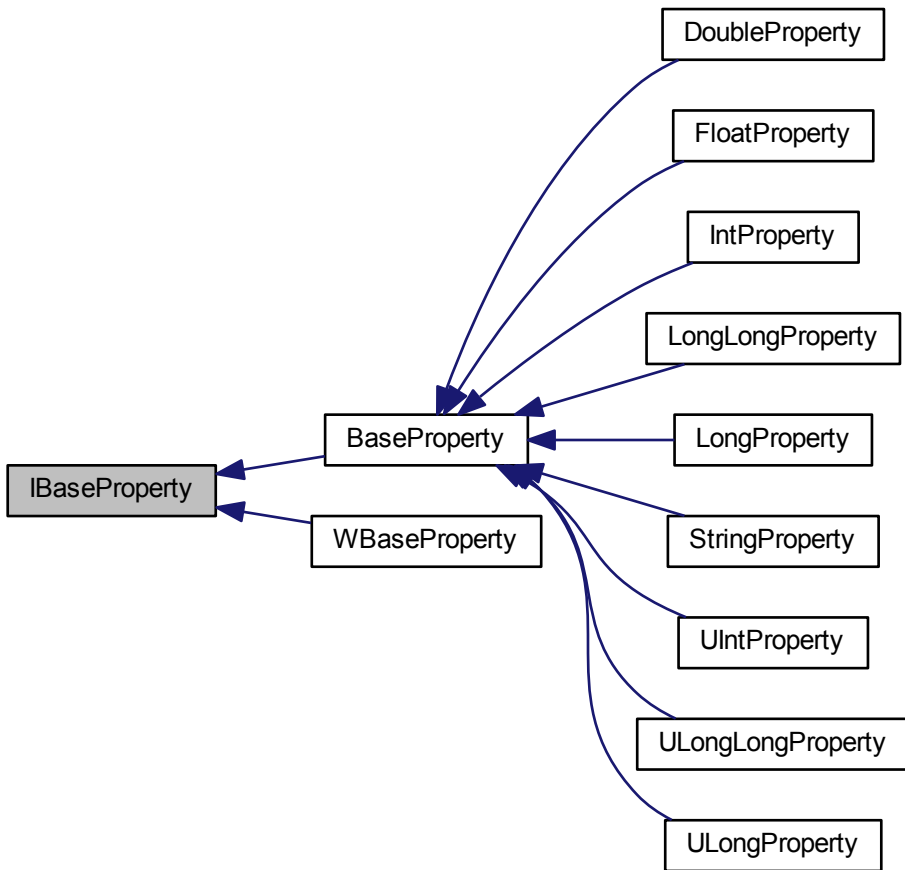 DoubleProperty
FloatProperty
IntProperty
LongLongProperty
BaseProperty
LongProperty
IBaseProperty
WBaseProperty
StringProperty
UIntProperty
ULongLongProperty
ULongProperty